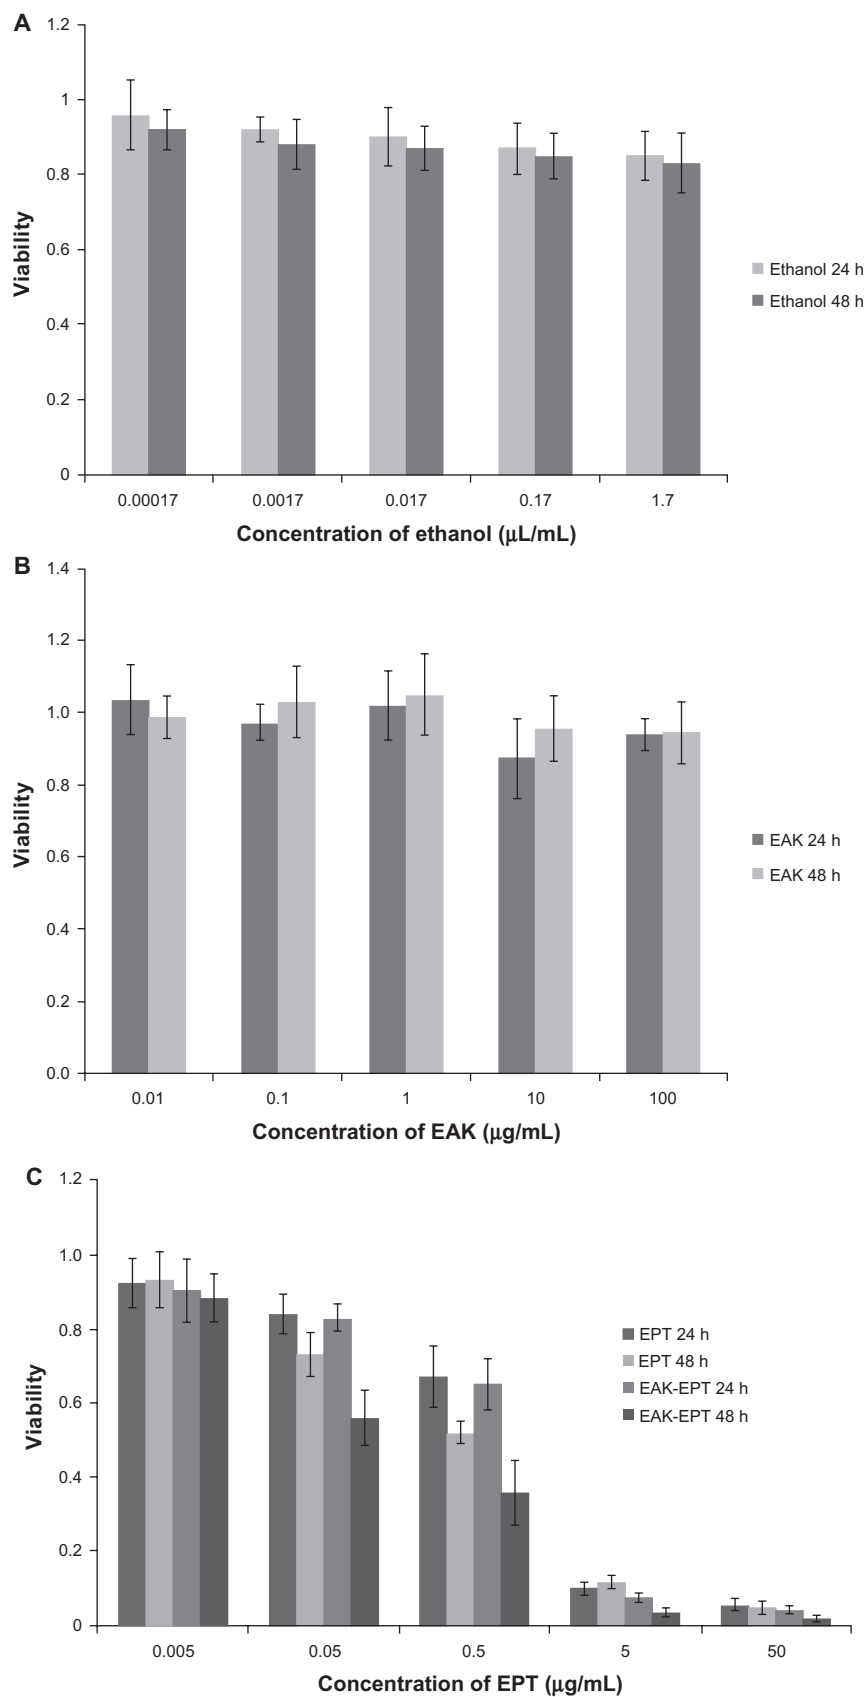 A
1.2
1
0.8
0.6
0.4
0.2
0
Viability
Ethanol 24 h
Ethanol 48 h
0.00017 0.0017 0.017 0.17 1.7
Concentration of ethanol (μL/mL)
B
1.4
1.2
1.0
0.8
0.6
0.4
0.2
0.0
Viability
EAK 24 h
EAK 48 h
0.01 0.1 1 10 100
Concentration of EAK (μg/mL)
C
1.2
1.0
0.8
0.6
0.4
0.2
0
Viability
EPT 24 h
EPT 48 h
EAK-EPT 24 h
EAK-EPT 48 h
0.005 0.05 0.5 5 50
Concentration of EPT (μg/mL)